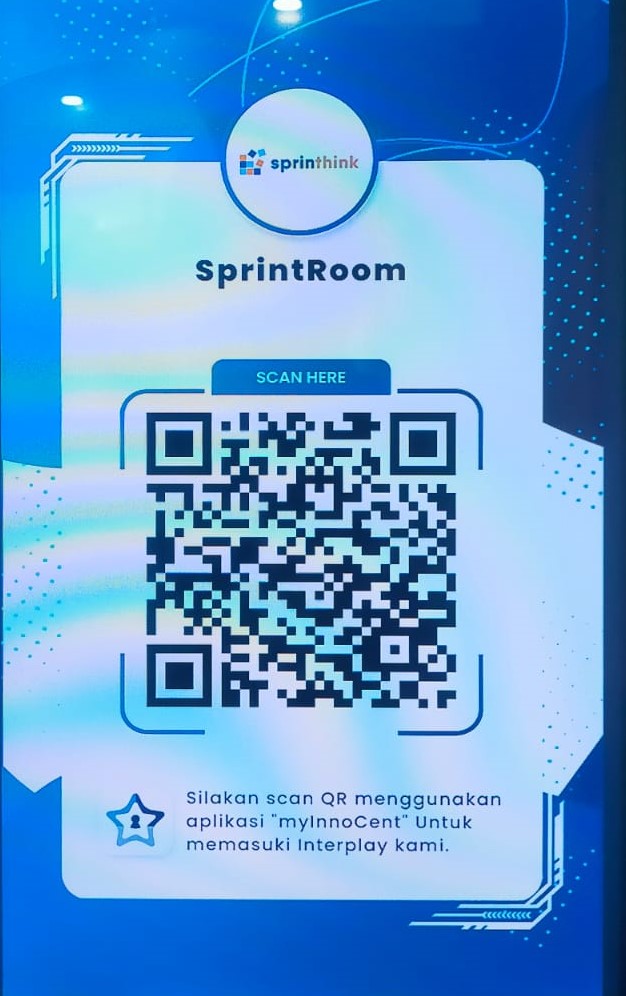 sprinthink
SprintRoom
SCAN HERE
Silakan scan QR menggunakan
aplikasi "myInnoCent" Untuk
memasuki Interplay kami.